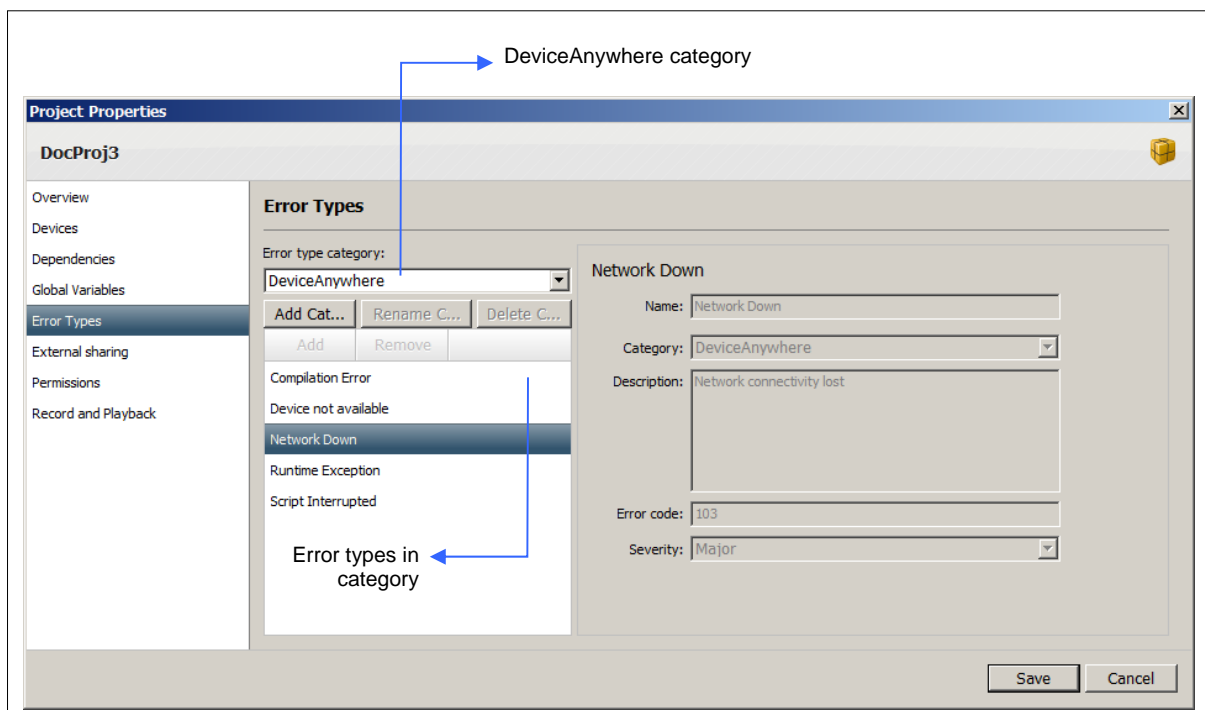 DeviceAnywhere category
Project Properties
DocProj3
Overview
Devices
Dependencies
Global Variables
Error Types
External sharing
Permissions
Record and Playback
Error Types
Error type category:
DeviceAnywhere
Add Cat... Rename C... Delete C...
Add Remove
Compilation Error
Device not available
Network Down
Runtime Exception
Script Interrupted
Error types in
category
Network Down
Name: Network Down
Category: DeviceAnywhere
Description: Network connectivity lost
Error code: 103
Severity: Major
Save Cancel